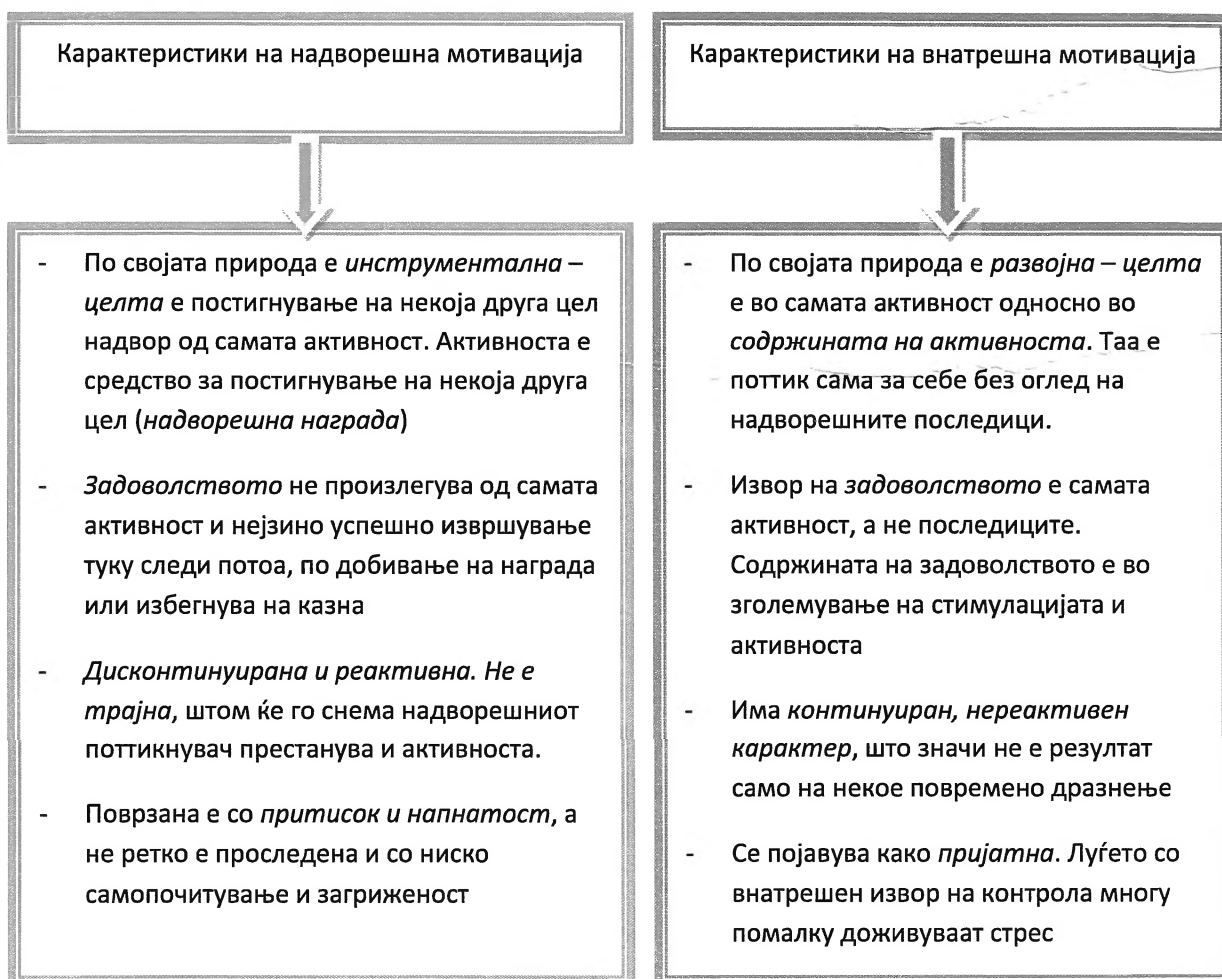 Карактеристики на надворешна мотивација
Карактеристики на внатрешна мотивација
- По својата природа е инструментална –
целта е постигнување на некоја друга цел
надвор од самата активност. Активноста е
средство за постигнување на некоја друга
цел (надворешна награда)
- Задоволството не произлегува од самата
активност и нејзино успешно извршување
туку следи потоа, по добивање на награда
или избегнува на казна
- Дисконтинуирана и реактивна. Не е
трајна, штом ќе го снема надворешниот
поттикнувач престанува и активноста.
- Поврзана е со притисок и напнатост, а
не ретко е проследена и со ниско
самопочитување и загриженост
- По својата природа е развојна – целта
е во самата активност односно во
содржината на активноста. Таа е
поттик сама за себе без оглед на
надворешните последици.
- Извор на задоволството е самата
активност, а не последиците.
Содржината на задоволството е во
зголемување на стимулацијата и
активноста
- Има континуиран, нереактивен
карактер, што значи не е резултат
само на некое повремено дразнење
- Се појавува како пријатна. Луѓето со
внатрешен извор на контрола многу
помалку доживуваат стрес